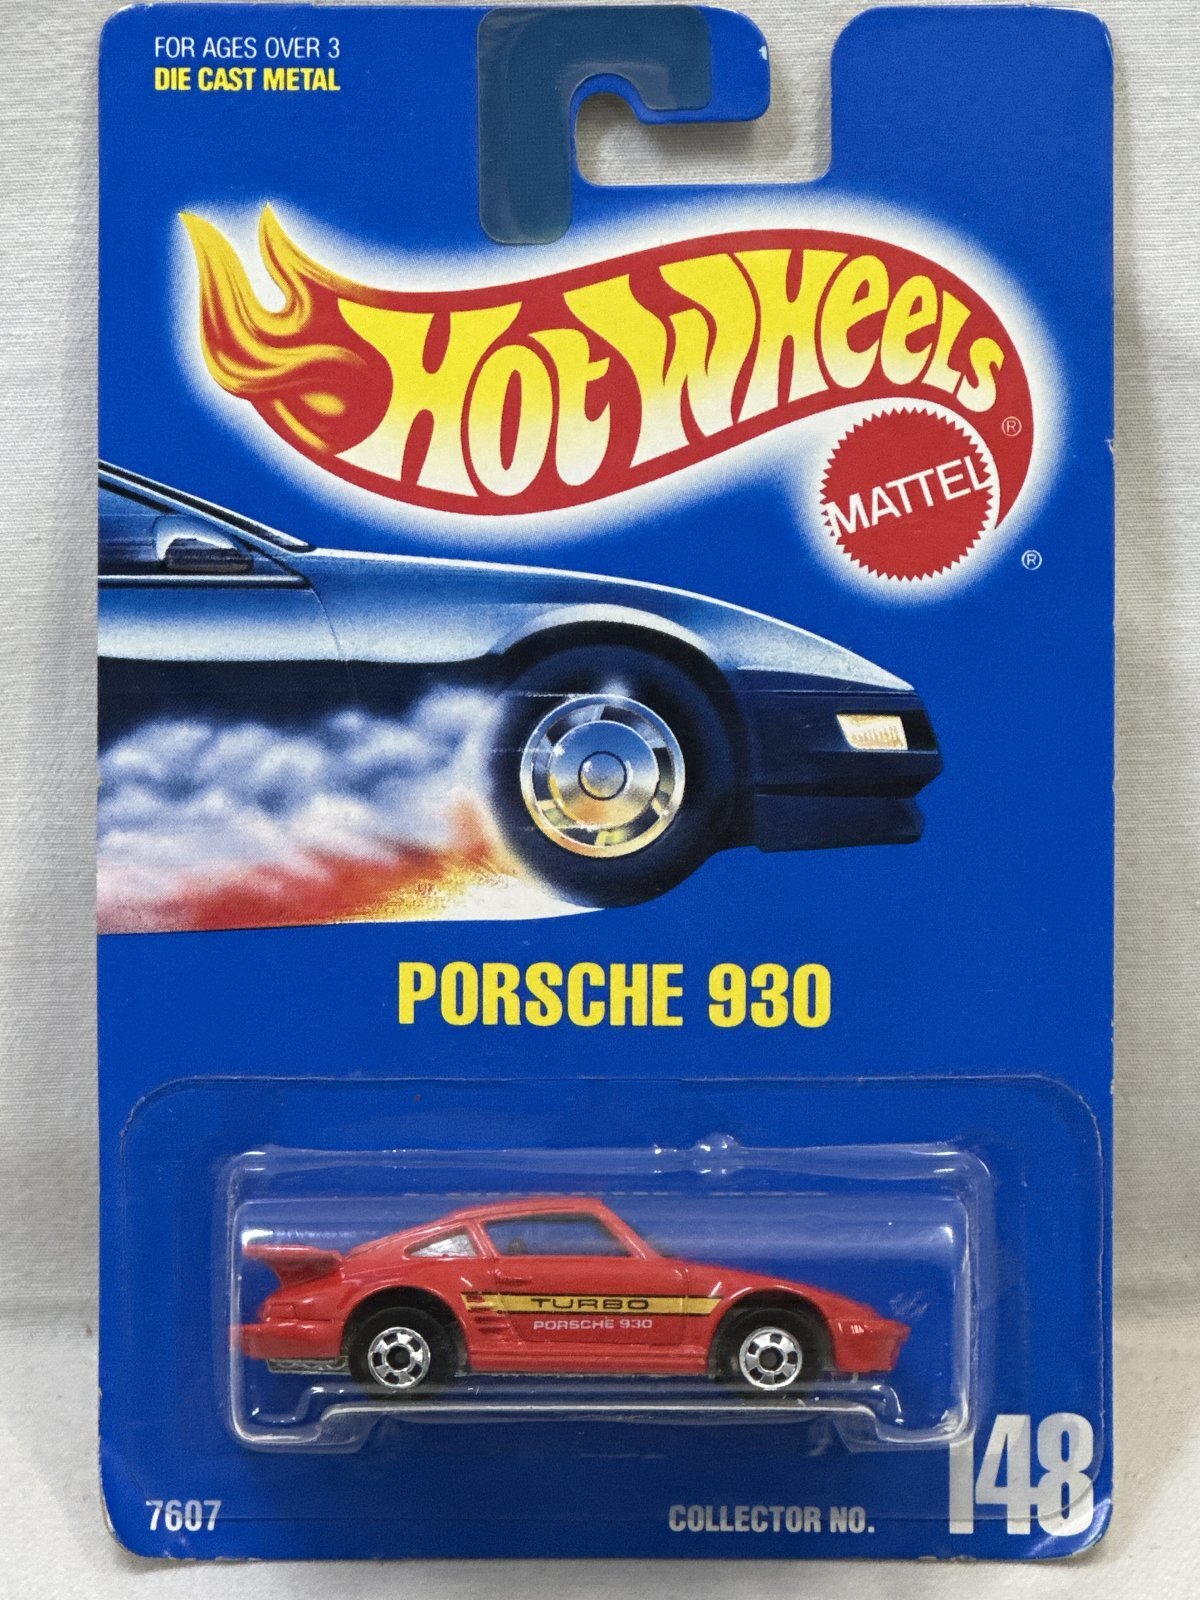 FOR AGES OVER 3
DIE CAST METAL
HOT WHEELS
®
MATTEL
®
PORSCHE 930
TURBO
PORSCHE 930
7607
COLLECTOR NO.
148